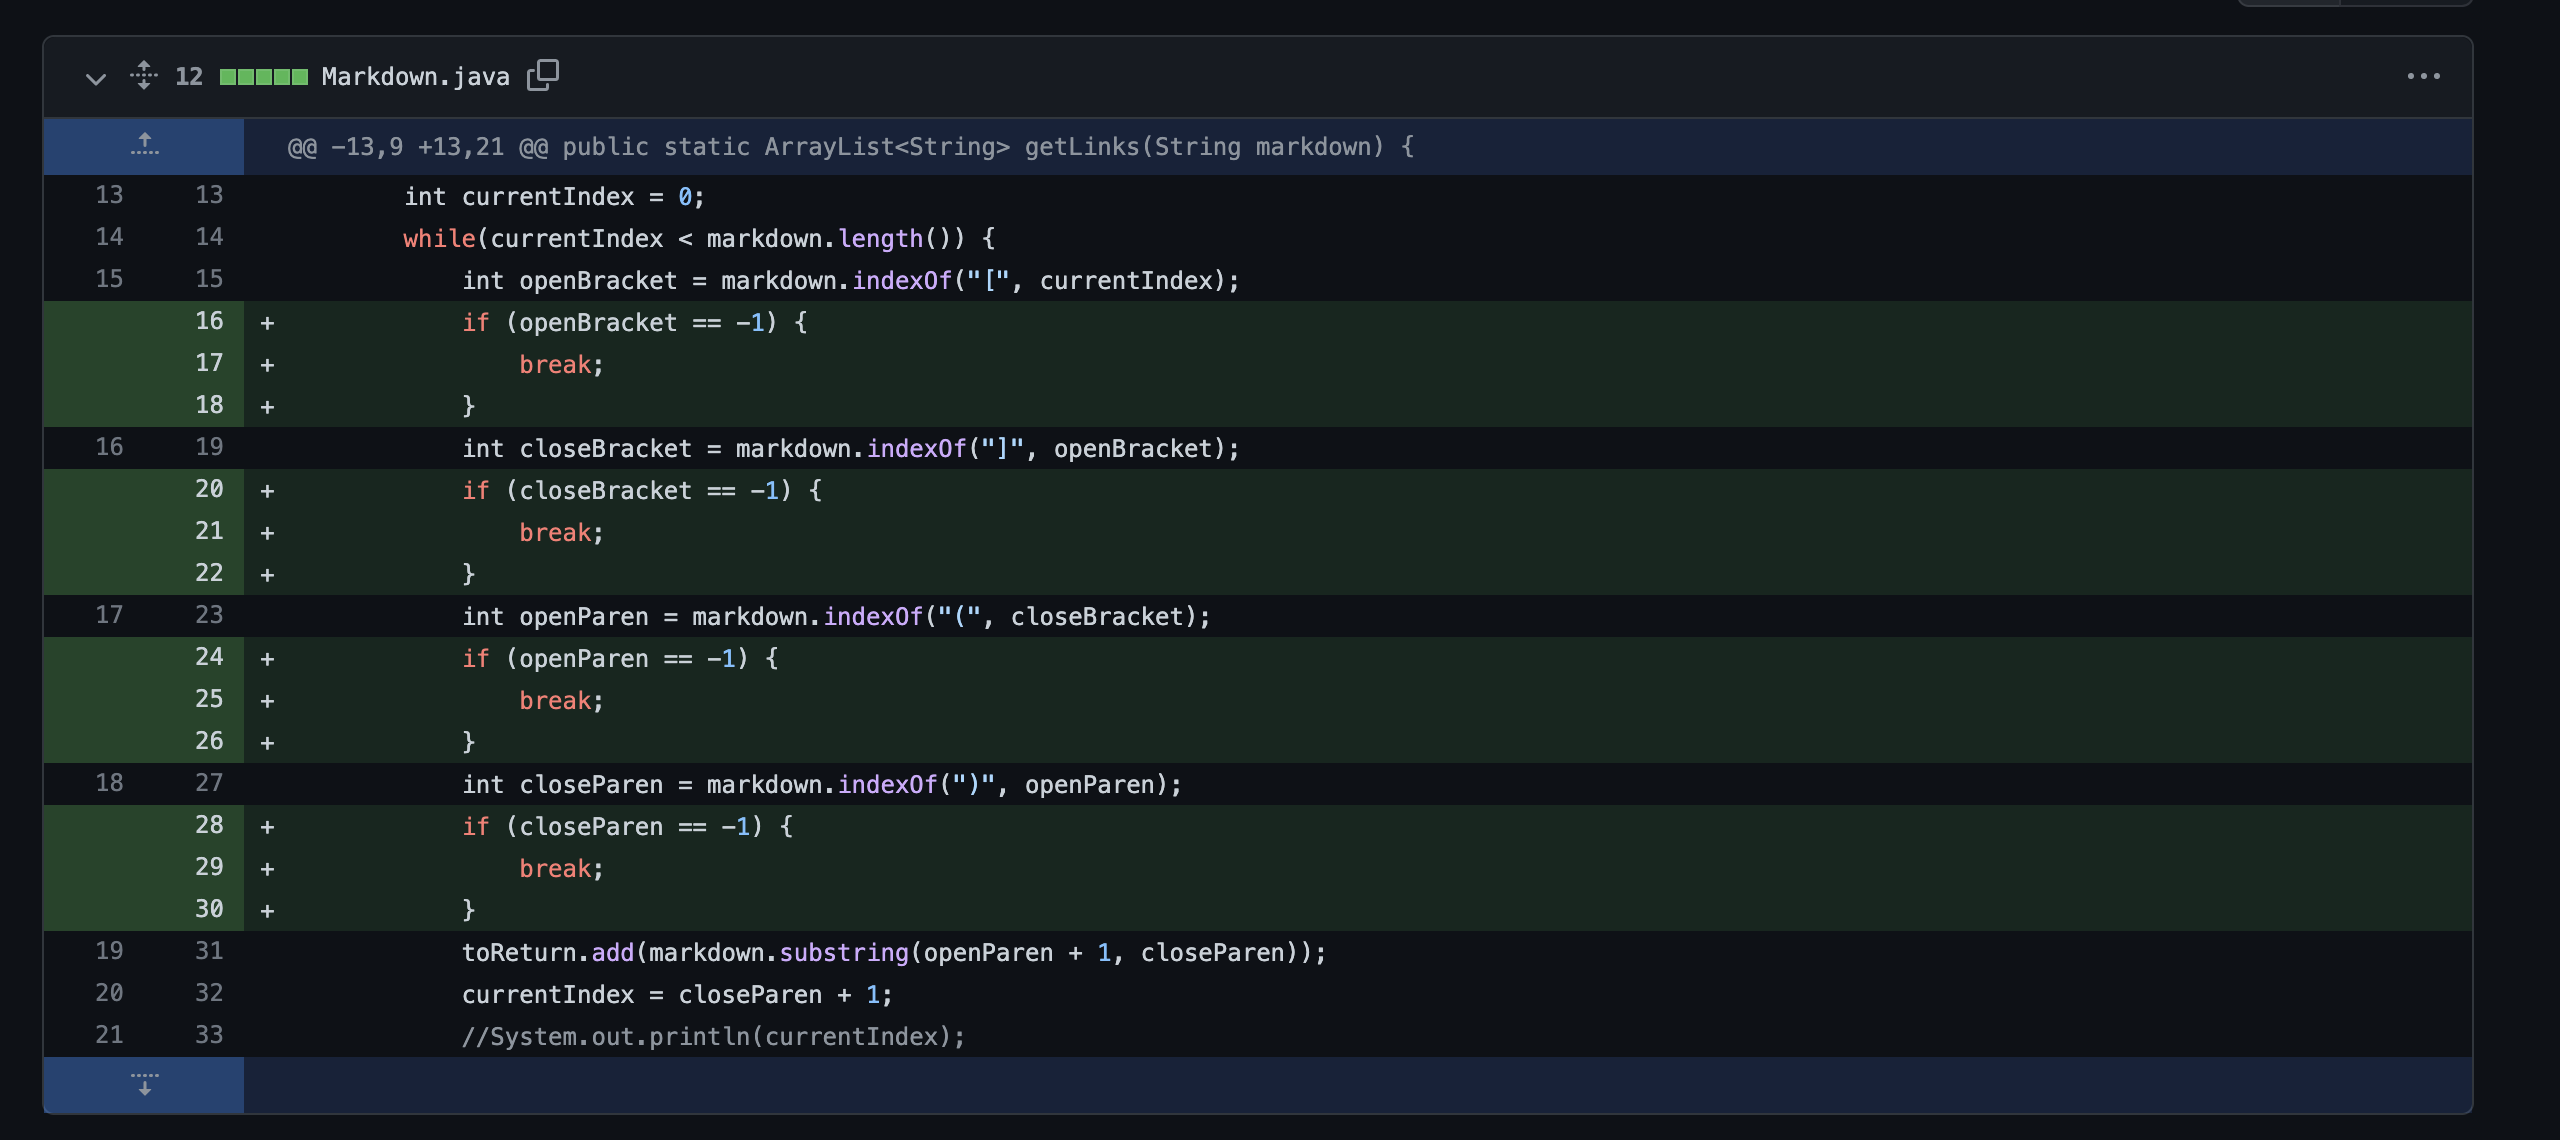 12 Markdown.java
@@ -13,9 +13,21 @@ public static ArrayList<String> getLinks(String markdown) {
13 13 int currentIndex = 0;
14 14 while(currentIndex < markdown.length()) {
15 15 int openBracket = markdown.indexOf("[", currentIndex);
16 + if (openBracket == -1) {
17 + break;
18 + }
16 19 int closeBracket = markdown.indexOf("]", openBracket);
20 + if (closeBracket == -1) {
21 + break;
22 + }
17 23 int openParen = markdown.indexOf("(", closeBracket);
24 + if (openParen == -1) {
25 + break;
26 + }
18 27 int closeParen = markdown.indexOf(")", openParen);
28 + if (closeParen == -1) {
29 + break;
30 + }
19 31 toReturn.add(markdown.substring(openParen + 1, closeParen));
20 32 currentIndex = closeParen + 1;
21 33 //System.out.println(currentIndex);